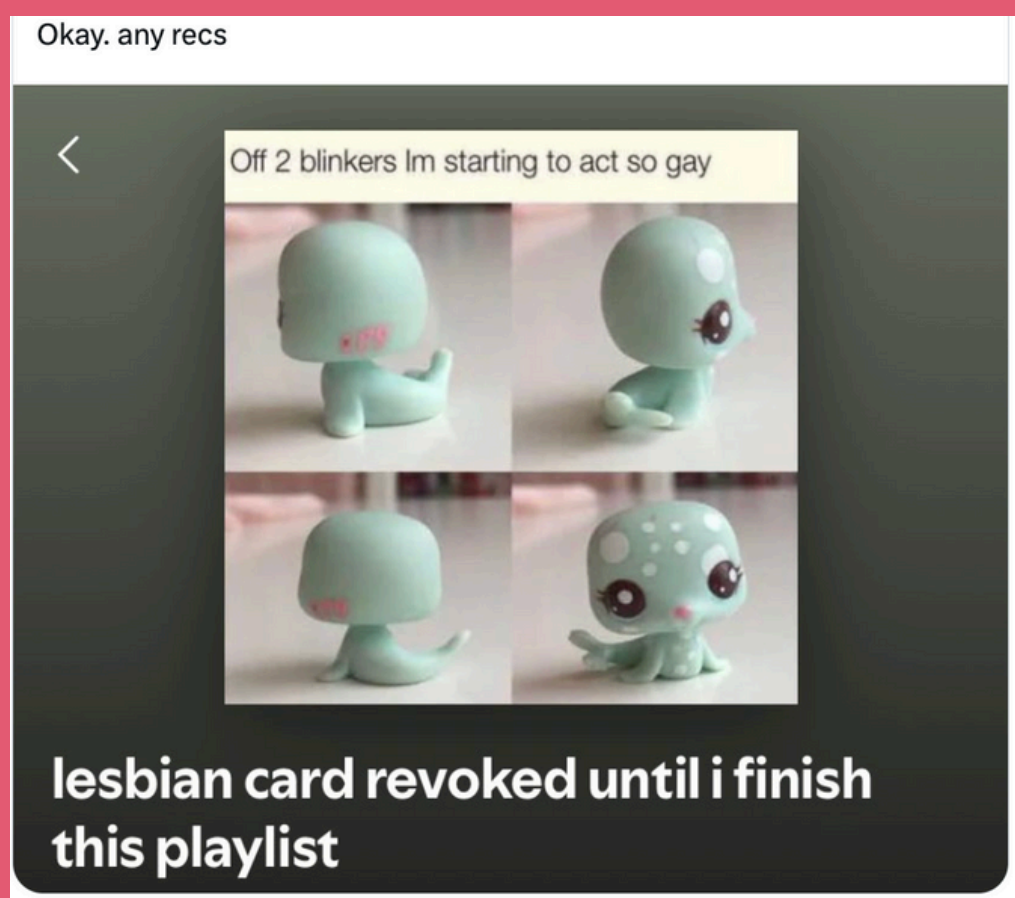 Okay. any recs
Off 2 blinkers Im starting to act so gay
lesbian card revoked until i finish
this playlist